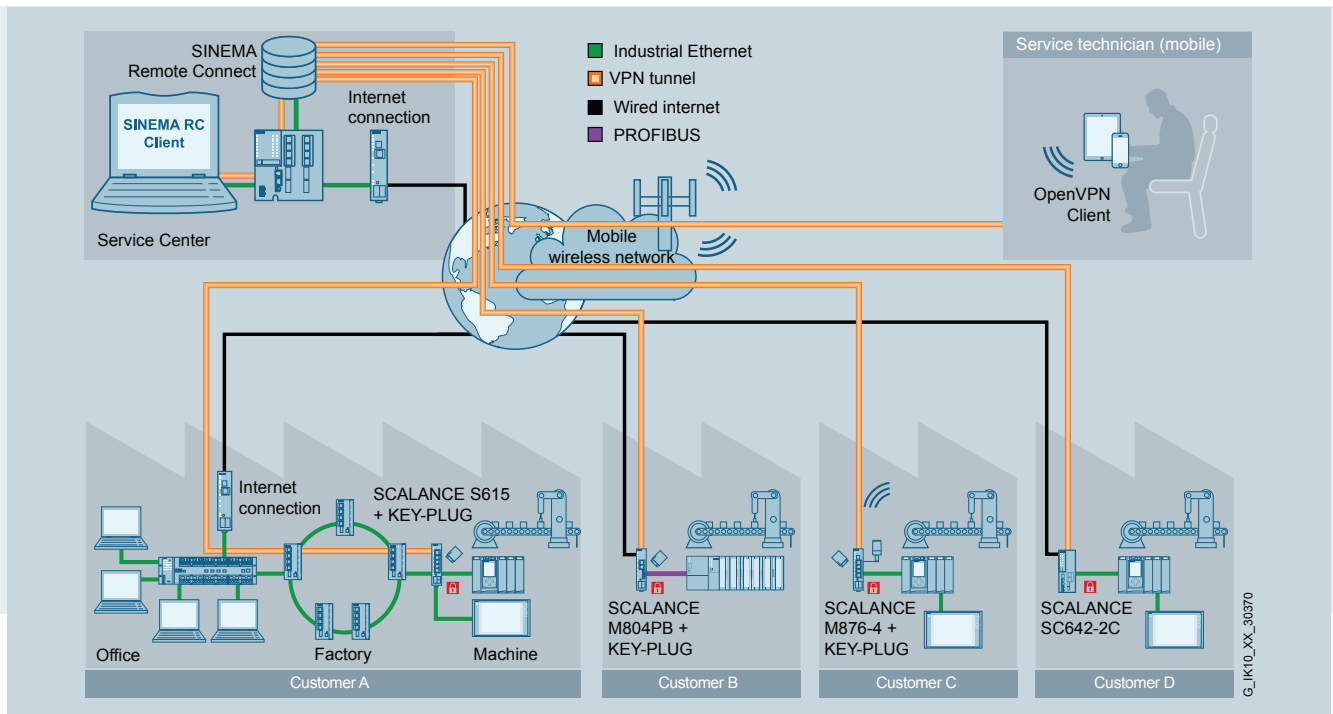 SINEMA
Remote Connect
SINEMA RC
Client
Internet
connection
Service Center
Industrial Ethernet
VPN tunnel
Wired internet
PROFIBUS
Service technician (mobile)
OpenVPN
Client
Mobile
wireless network
Internet
connection
SCALANCE S615
+ KEY-PLUG
Office
Factory
Machine
Customer A
SCALANCE
M804PB +
KEY-PLUG
Customer B
SCALANCE
M876-4 +
KEY-PLUG
Customer C
SCALANCE
SC642-2C
Customer D
G_IK10_XX_30370